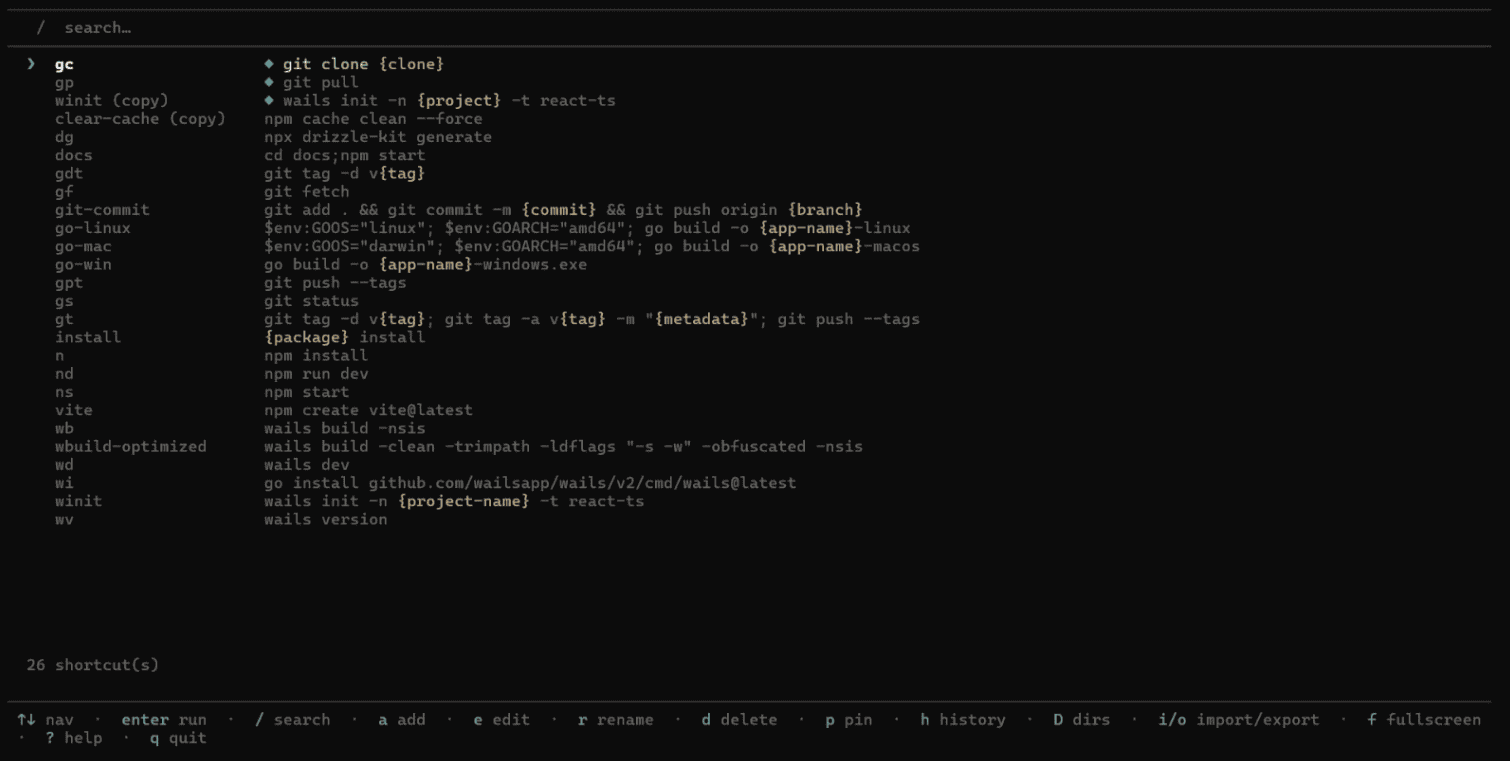 / search…
❯ gc ◆ git clone {clone}
gp ◆ git pull
winit (copy) ◆ wails init -n {project} -t react-ts
clear-cache (copy) npm cache clean --force
dg npx drizzle-kit generate
docs cd docs;npm start
gdt git tag -d v{tag}
gf git fetch
git-commit git add . && git commit -m {commit} && git push origin {branch}
go-linux $env:GOOS="linux"; $env:GOARCH="amd64"; go build -o {app-name}-linux
go-mac $env:GOOS="darwin"; $env:GOARCH="amd64"; go build -o {app-name}-macos
go-win go build -o {app-name}-windows.exe
gpt git push --tags
gs git status
gt git tag -d v{tag}; git tag -a v{tag} -m "{metadata}"; git push --tags
install {package} install
n npm install
nd npm run dev
ns npm start
vite npm create vite@latest
wb wails build -nsis
wbuild-optimized wails build -clean -trimpath -ldflags "-s -w" -obfuscated -nsis
wd wails dev
wi go install github.com/wailsapp/wails/v2/cmd/wails@latest
winit wails init -n {project-name} -t react-ts
wv wails version
26 shortcut(s)
↑↓ nav · enter run · / search · a add · e edit · r rename · d delete · p pin · h history · D dirs · i/o import/export · f fullscreen
· ? help · q quit